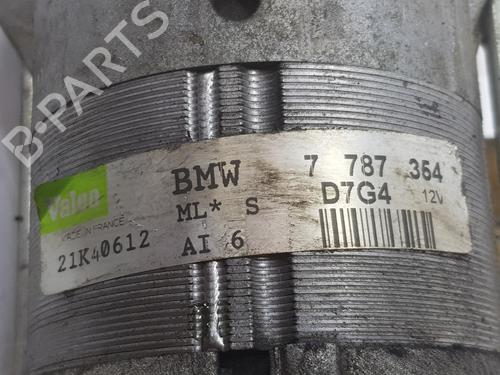 B-PARTS
Valeo
MADE IN FRANCE
21K40612
BMW 7 787 354
ML* S D7G4 12V
AI 6